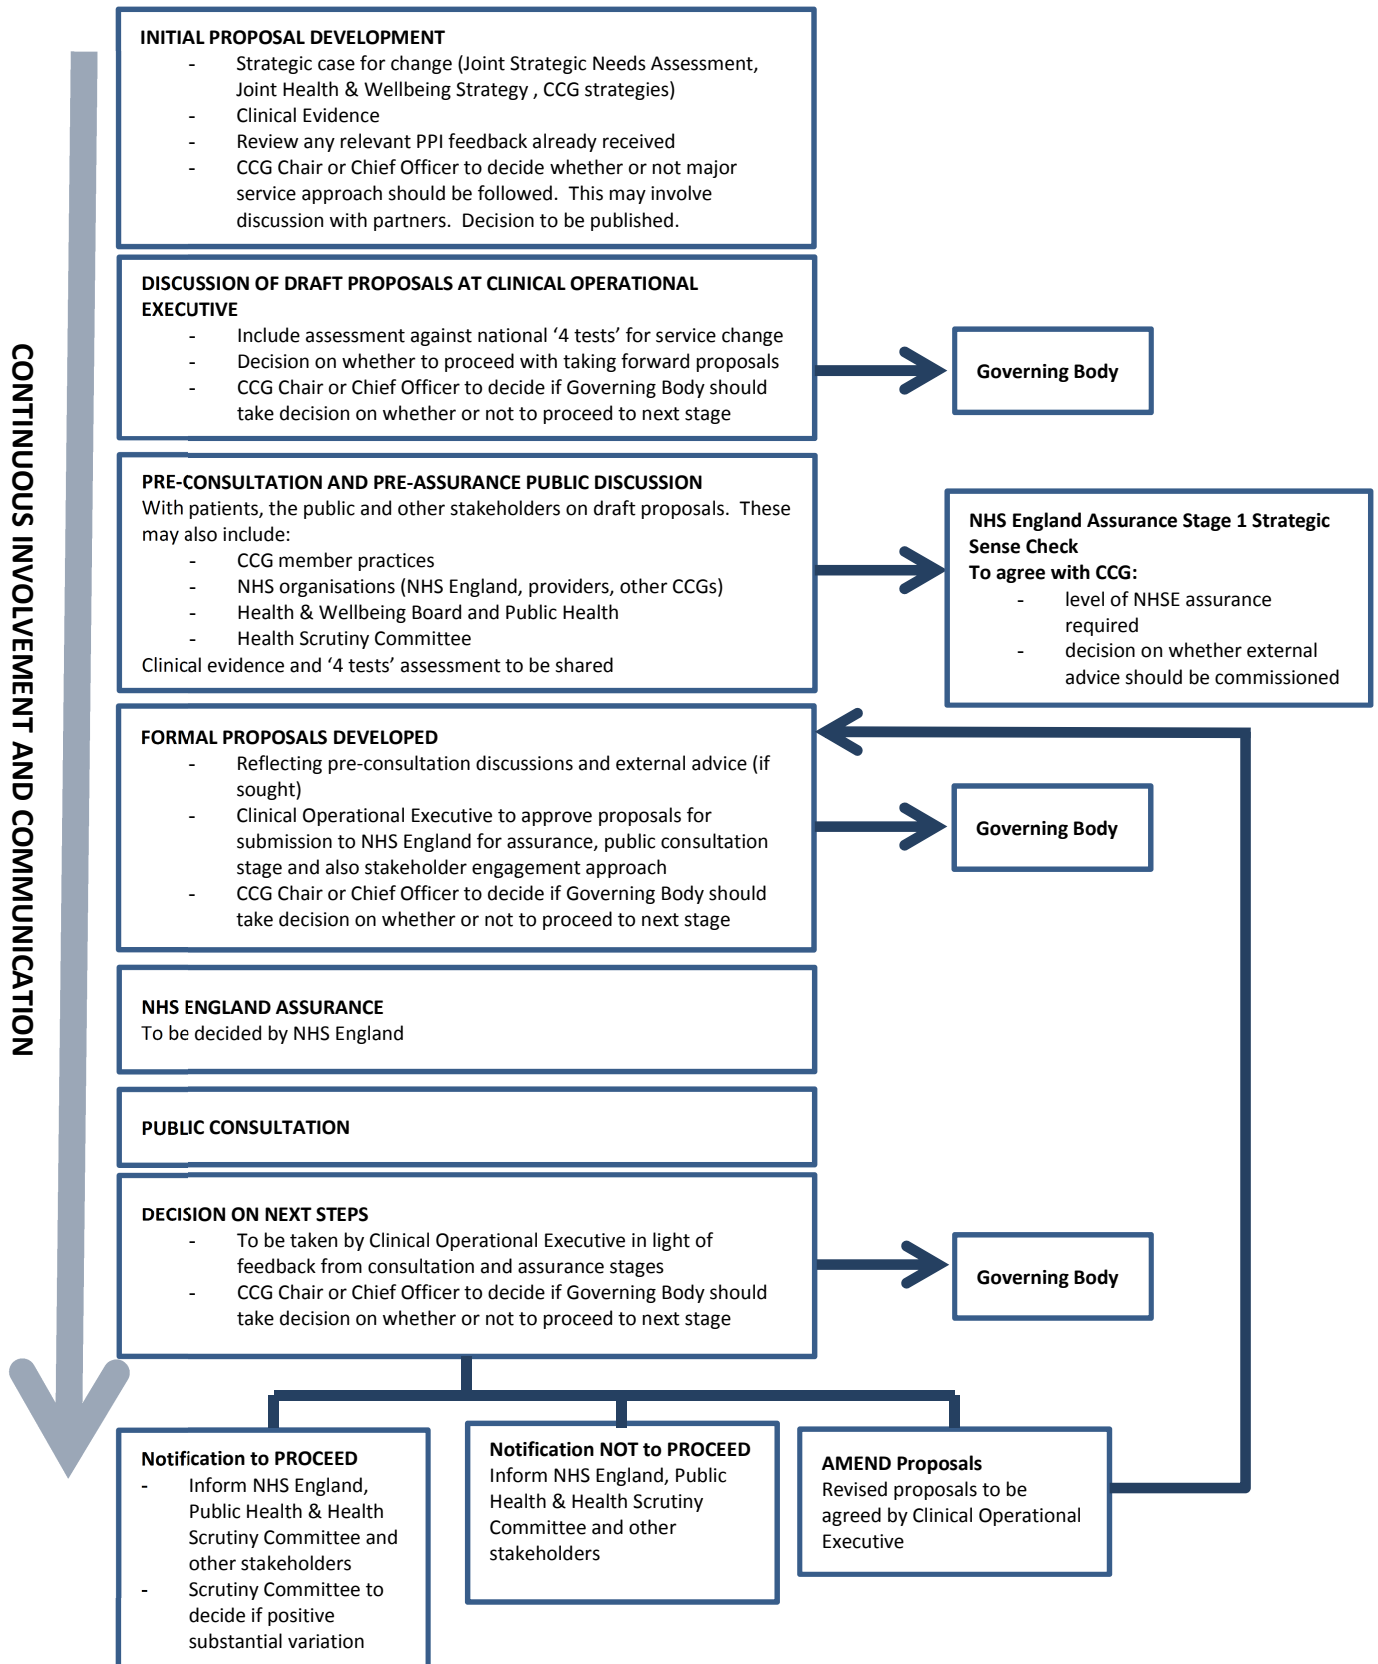 CONTINUOUS INVOLVEMENT AND COMMUNICATION
INITIAL PROPOSAL DEVELOPMENT
- Strategic case for change (Joint Strategic Needs Assessment,
Joint Health & Wellbeing Strategy , CCG strategies)
- Clinical Evidence
- Review any relevant PPI feedback already received
- CCG Chair or Chief Officer to decide whether or not major
service approach should be followed. This may involve
discussion with partners. Decision to be published.
DISCUSSION OF DRAFT PROPOSALS AT CLINICAL OPERATIONAL
EXECUTIVE
- Include assessment against national ‘4 tests’ for service change
- Decision on whether to proceed with taking forward proposals
- CCG Chair or Chief Officer to decide if Governing Body should
take decision on whether or not to proceed to next stage
Governing Body
PRE-CONSULTATION AND PRE-ASSURANCE PUBLIC DISCUSSION
With patients, the public and other stakeholders on draft proposals. These
may also include:
- CCG member practices
- NHS organisations (NHS England, providers, other CCGs)
- Health & Wellbeing Board and Public Health
- Health Scrutiny Committee
Clinical evidence and ‘4 tests’ assessment to be shared
NHS England Assurance Stage 1 Strategic
Sense Check
To agree with CCG:
- level of NHSE assurance
required
- decision on whether external
advice should be commissioned
FORMAL PROPOSALS DEVELOPED
- Reflecting pre-consultation discussions and external advice (if
sought)
- Clinical Operational Executive to approve proposals for
submission to NHS England for assurance, public consultation
stage and also stakeholder engagement approach
- CCG Chair or Chief Officer to decide if Governing Body should
take decision on whether or not to proceed to next stage
Governing Body
NHS ENGLAND ASSURANCE
To be decided by NHS England
PUBLIC CONSULTATION
DECISION ON NEXT STEPS
- To be taken by Clinical Operational Executive in light of
feedback from consultation and assurance stages
- CCG Chair or Chief Officer to decide if Governing Body should
take decision on whether or not to proceed to next stage
Governing Body
Notification to PROCEED
- Inform NHS England,
Public Health & Health
Scrutiny Committee and
other stakeholders
- Scrutiny Committee to
decide if positive
substantial variation
Notification NOT to PROCEED
Inform NHS England, Public
Health & Health Scrutiny
Committee and other
stakeholders
AMEND Proposals
Revised proposals to be
agreed by Clinical Operational
Executive